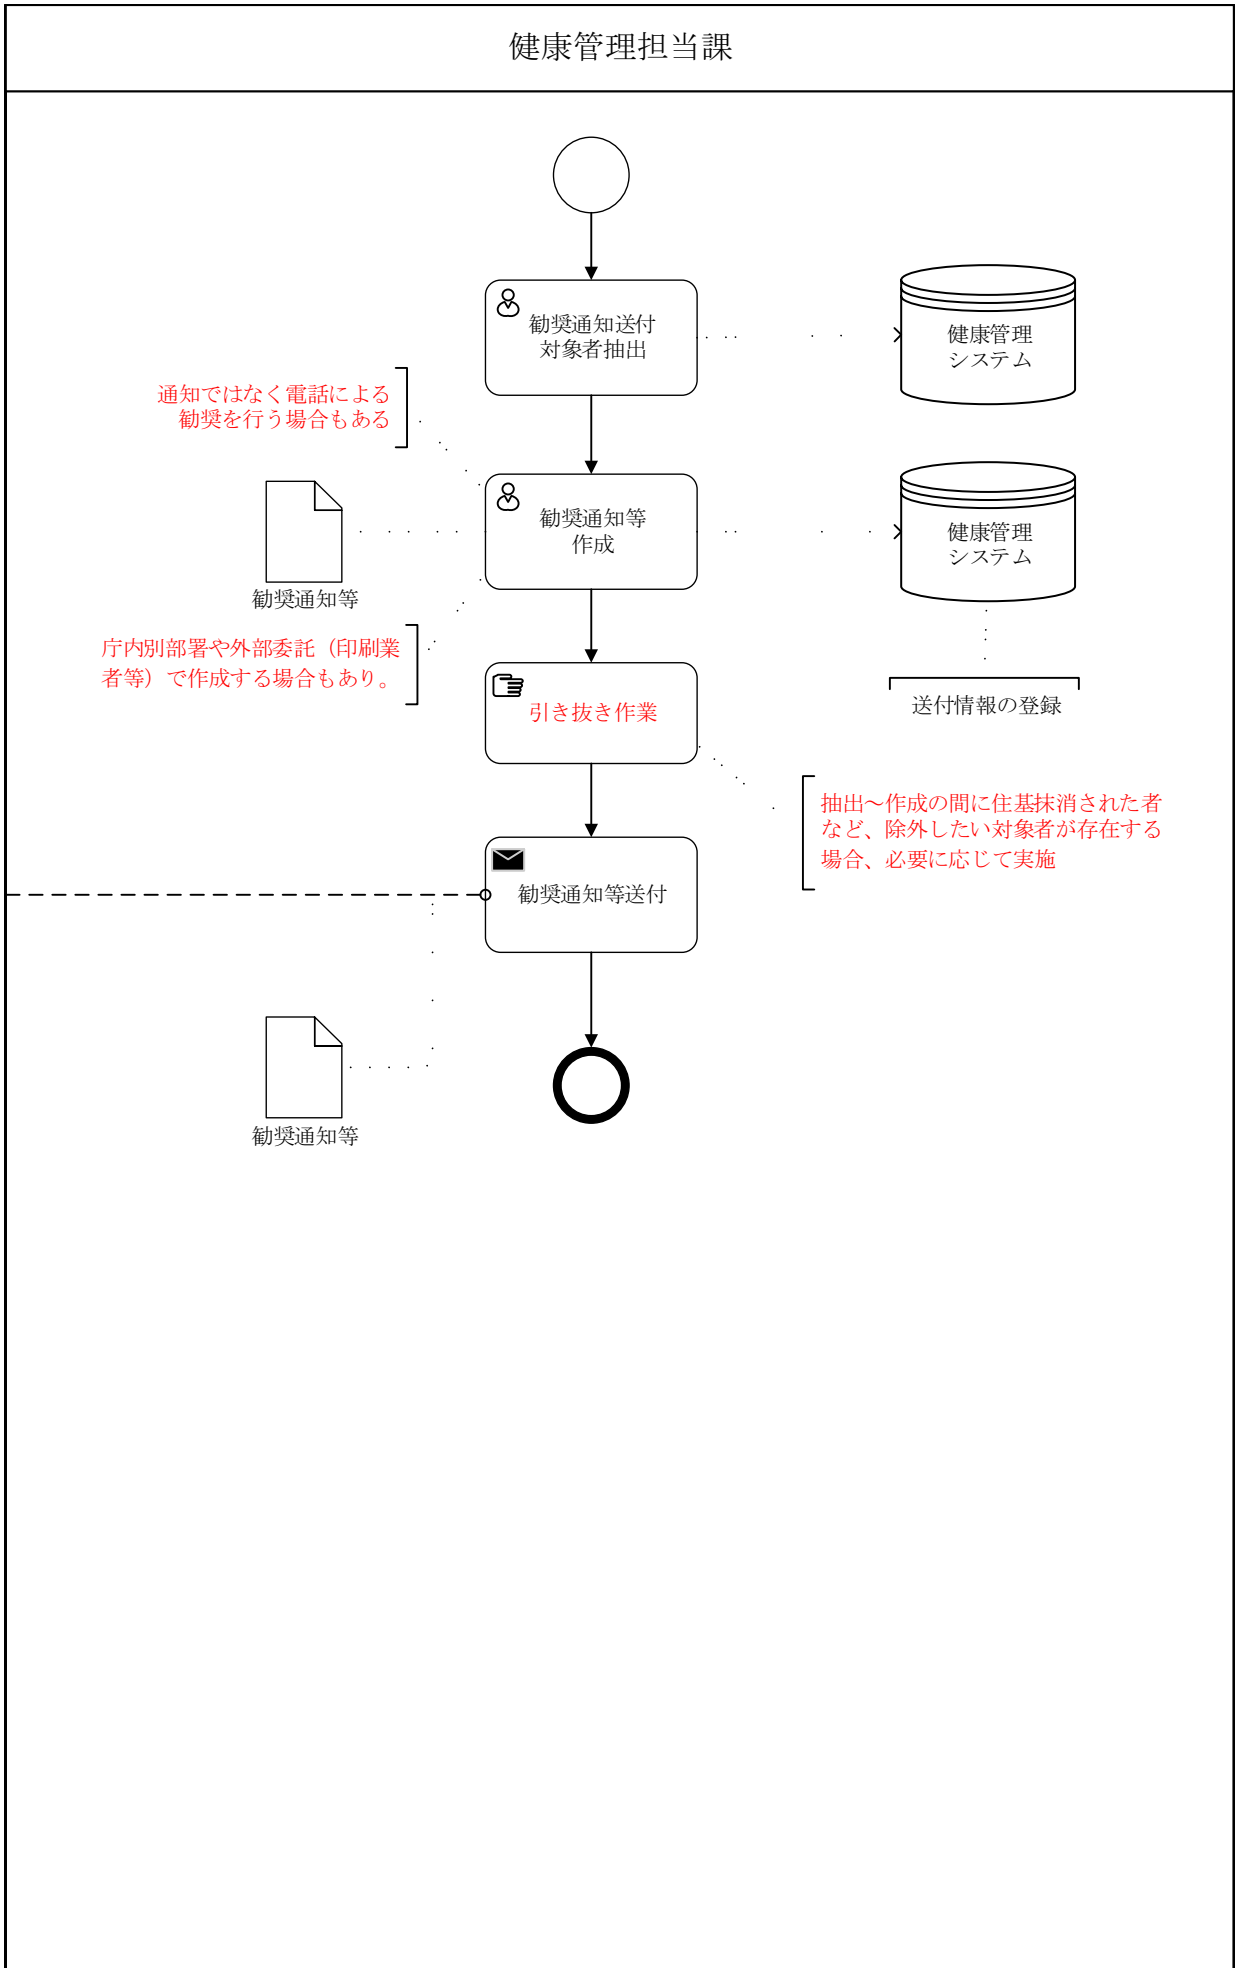 健康管理担当課
勧奨通知送付
対象者抽出
健康管理
システム
通知ではなく電話による
勧奨を行う場合もある
勧奨通知等
作成
健康管理
システム
勧奨通知等
庁内別部署や外部委託（印刷業
者等）で作成する場合もあり。
引き抜き作業
送付情報の登録
抽出～作成の間に住基抹消された者
など、除外したい対象者が存在する
場合、必要に応じて実施
勧奨通知等送付
勧奨通知等